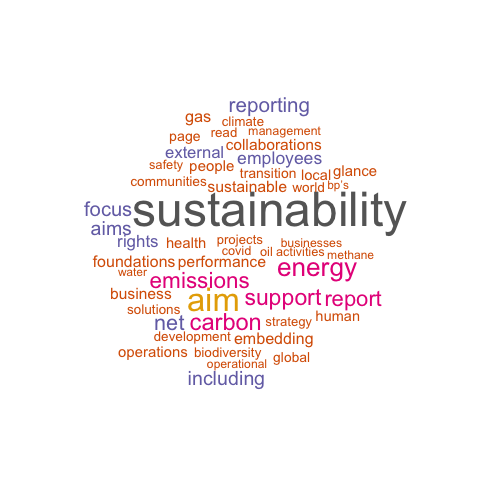 reporting
gas climate
page read management
collaborations
external employees
safety people transition local glance
communities sustainable world bp's
focus sustainability
aims
rights health projects businesses
covid oil activities methane
foundations performance energy
water emissions
business aim support report
solutions
net carbon strategy human
development embedding
operations biodiversity global
operational
including